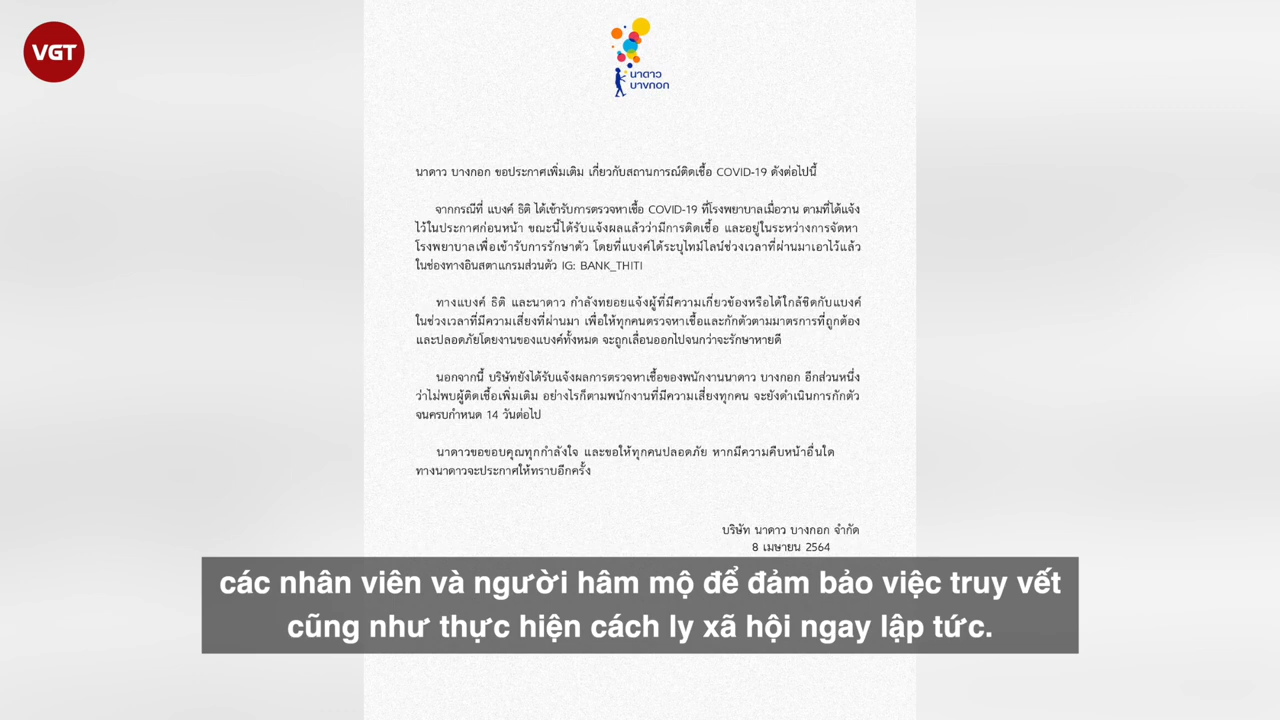 VGT
นาดาว
บางกอก
นาดาว บางกอก ขอประกาศเพิ่มเติม เกี่ยวกับสถานการณ์ติดเชื้อ COVID-19 ดังต่อไปนี้
จากกรณีที่ แบงค์ ธิติ ได้เข้ารับการตรวจหาเชื้อ COVID-19 ที่โรงพยาบาลเมื่อวาน ตามที่ได้แจ้ง
ไว้ในประกาศก่อนหน้า ขณะนี้ได้รับแจ้งผลแล้วว่ามีการติดเชื้อ และอยู่ในระหว่างการจัดหา
โรงพยาบาลเพื่อเข้ารับการรักษาตัว โดยที่แบงค์ได้ระบุไทม์ไลน์ช่วงเวลาที่ผ่านมาเอาไว้แล้ว
ในช่องทางอินสตาแกรมส่วนตัว IG: BANK_THITI
ทางแบงค์ ธิติ และนาดาว กำลังทยอยแจ้งผู้ที่มีความเกี่ยวข้องหรือได้ใกล้ชิดกับแบงค์
ในช่วงเวลาที่มีความเสี่ยงที่ผ่านมา เพื่อให้ทุกคนตรวจหาเชื้อและกักตัวตามมาตรการที่ถูกต้อง
และปลอดภัยโดยงานของแบงค์ทั้งหมด จะถูกเลื่อนออกไปจนกว่าจะรักษาหายดี
นอกจากนี้ บริษัทยังได้รับแจ้งผลการตรวจหาเชื้อของพนักงานนาดาว บางกอก อีกส่วนหนึ่ง
ว่าไม่พบผู้ติดเชื้อเพิ่มเติม อย่างไรก็ตามพนักงานที่มีความเสี่ยงทุกคน จะยังดำเนินการกักตัว
จนครบกำหนด 14 วันต่อไป
นาดาวขอขอบคุณทุกกำลังใจ และขอให้ทุกคนปลอดภัย หากมีความคืบหน้าอื่นใด
ทางนาดาวจะประกาศให้ทราบอีกครั้ง
บริษัท นาดาว บางกอก จำกัด
8 เมษายน 2564
các nhân viên và người hâm mộ để đảm bảo việc truy vết
cũng như thực hiện cách ly xã hội ngay lập tức.